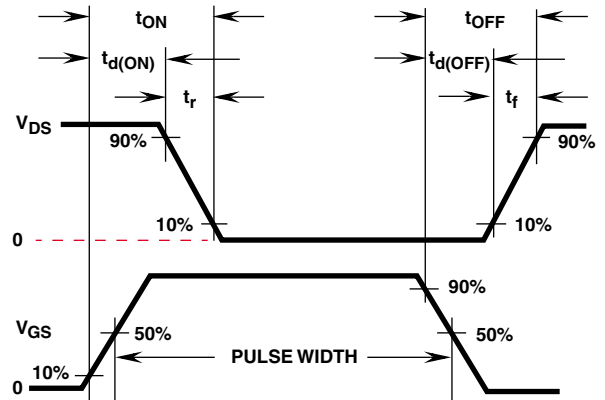 tON tOFF
td(ON) td(OFF)
tr tf
VDS
90% 90%
10% 10%
0
90%
VGS
50% 50%
PULSE WIDTH
10%
0